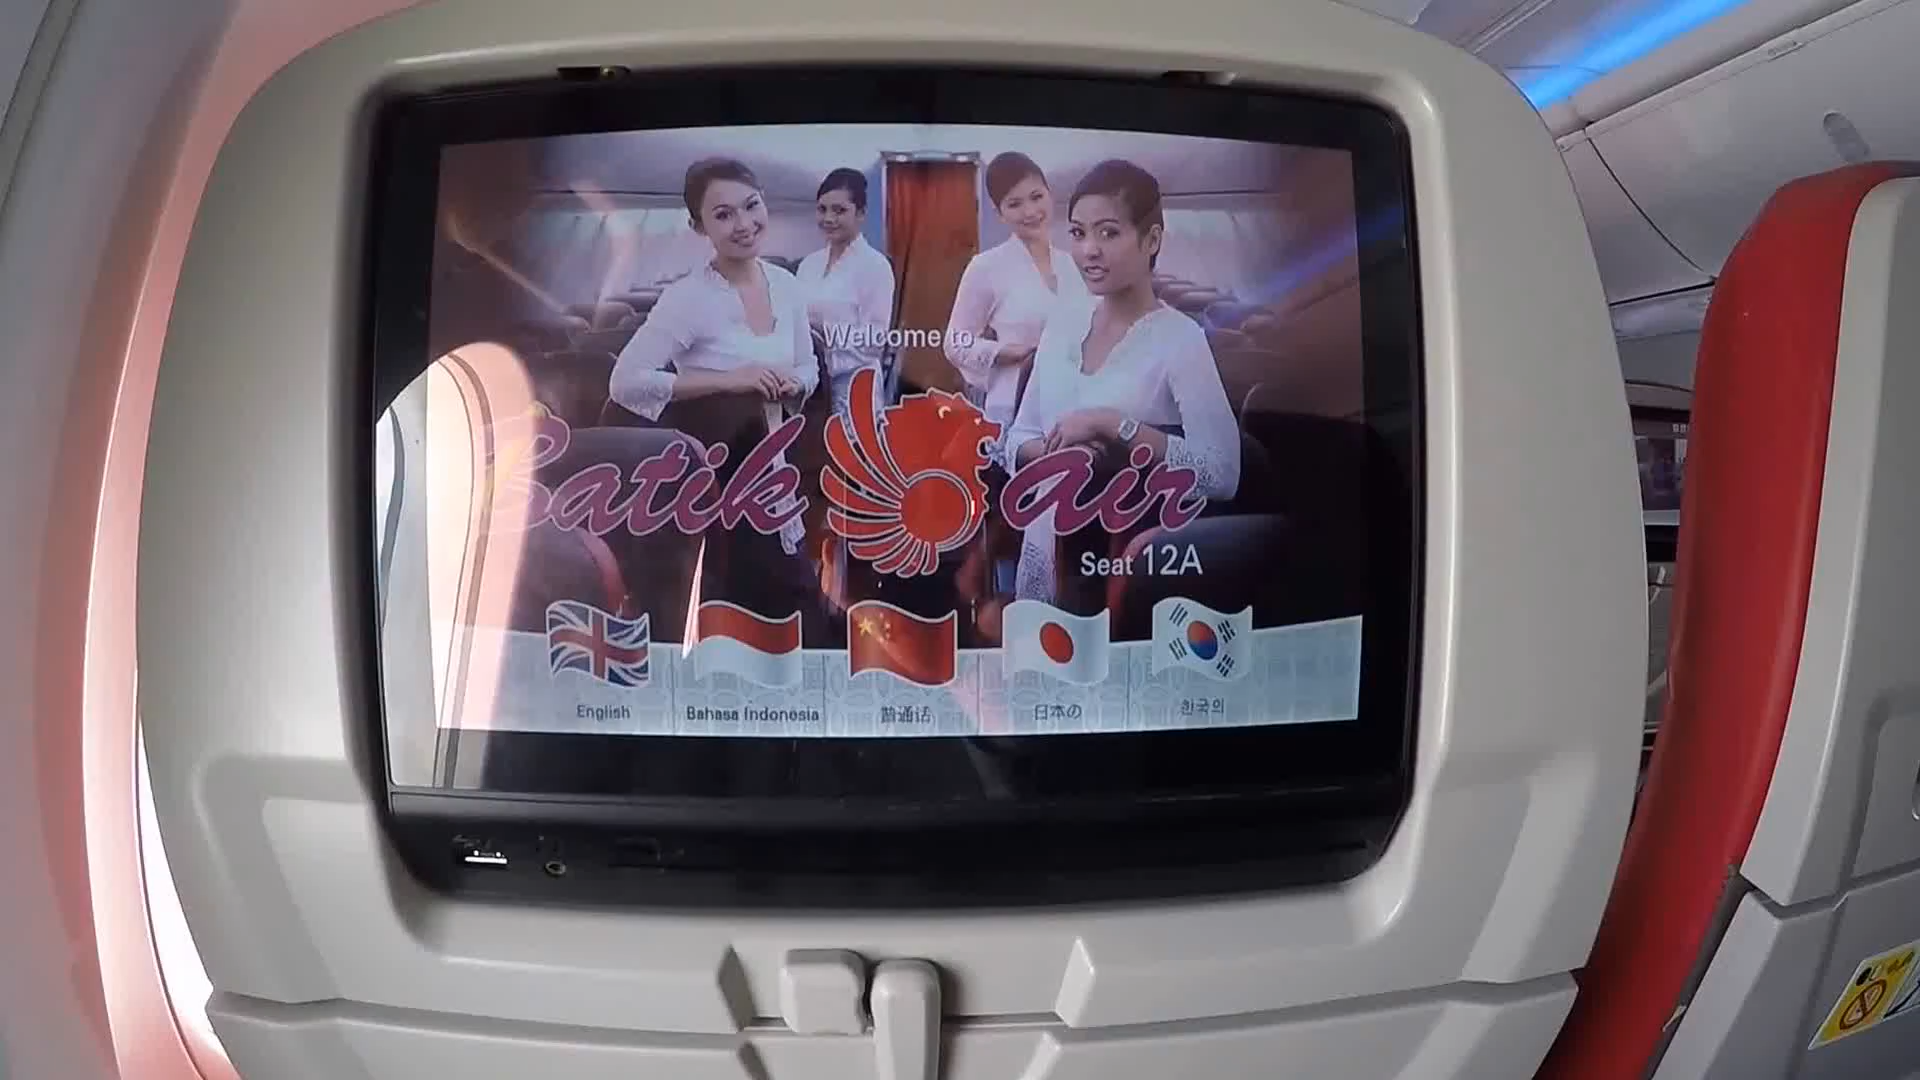 Welcome to
Batik air
Seat 12A
English
Bahasa Indonesia
普通话
日本の
한국의